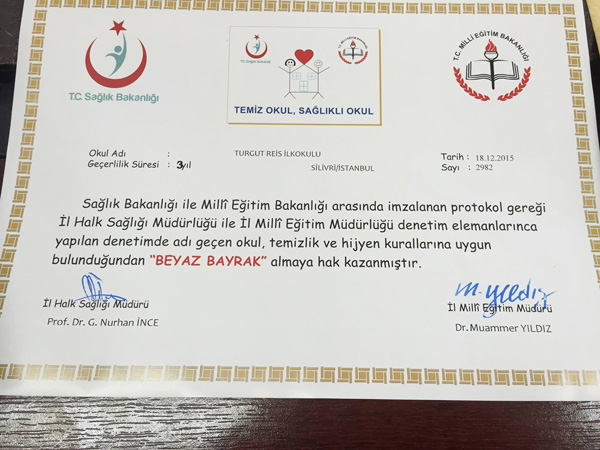 T.C. Sağlık Bakanlığı
T.C. Sağlık Bakanlığı
TEMİZ OKUL, SAĞLIKLI OKUL
T.C. MİLLİ EĞİTİM BAKANLIĞI
Okul Adı : TURGUT REİS İLKOKULU
Geçerlilik Süresi : 3yıl SİLİVRİ/İSTANBUL
Tarih : 18.12.2015
Sayı : 2982
Sağlık Bakanlığı ile Millî Eğitim Bakanlığı arasında imzalanan protokol gereği
İl Halk Sağlığı Müdürlüğü ile İl Millî Eğitim Müdürlüğü denetim elemanlarınca
yapılan denetimde adı geçen okul, temizlik ve hijyen kurallarına uygun
bulunduğundan "BEYAZ BAYRAK" almaya hak kazanmıştır.
İl Halk Sağlığı Müdürü
Prof. Dr. G. Nurhan İNCE
m. yıldız
İl Millî Eğitim Müdürü
Dr. Muammer YILDIZ